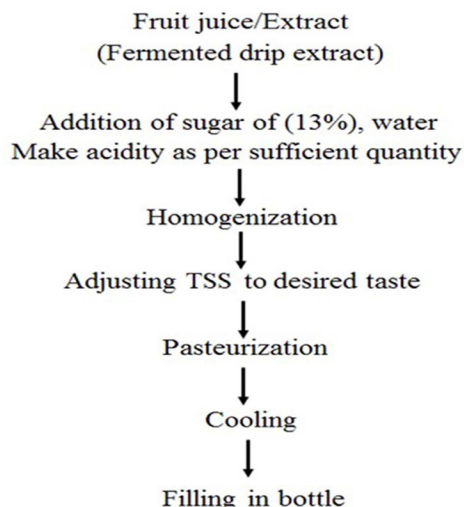 Fruit juice/Extract
(Fermented drip extract)
Addition of sugar of (13%), water
Make acidity as per sufficient quantity
Homogenization
Adjusting TSS to desired taste
Pasteurization
Cooling
Filling in bottle